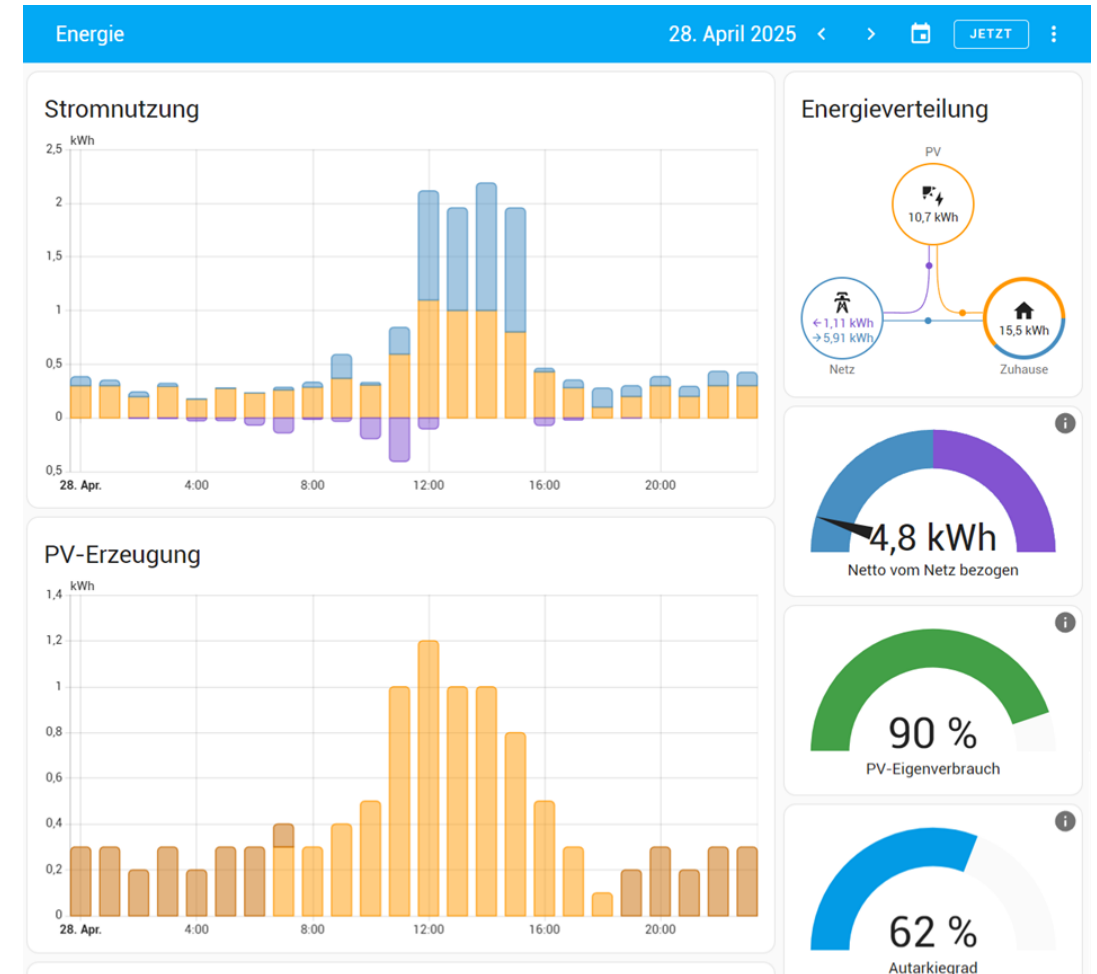 Energie
28. April 2025
JETZT
Stromnutzung
kWh
2,5
2
1,5
1
0,5
0
0,5
28. Apr.
4:00
8:00
12:00
16:00
20:00
PV-Erzeugung
kWh
1,4
1,2
1
0,8
0,6
0,4
0,2
0
28. Apr.
4:00
8:00
12:00
16:00
20:00
Energieverteilung
PV
10,7 kWh
←1,11 kWh
→5,91 kWh
Netz
15,5 kWh
Zuhause
4,8 kWh
Netto vom Netz bezogen
90 %
PV-Eigenverbrauch
62 %
Autarkiegrad